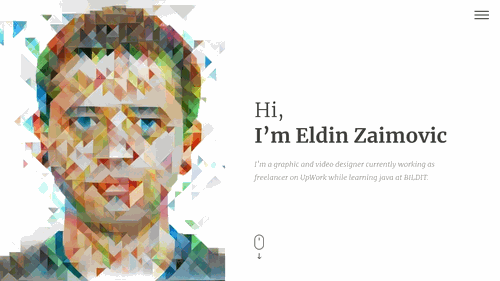 Hi,
I'm Eldin Zaimovic
I'm a graphic and video designer currently working as
freelancer on UpWork while learning java at BILDIT.